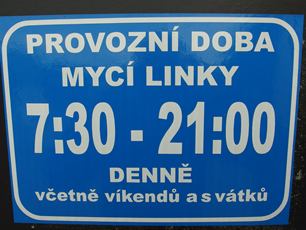 PROVOZNÍ DOBA
MYCÍ LINKY
7:30 - 21:00
DENNĚ
včetně víkendů a svátků